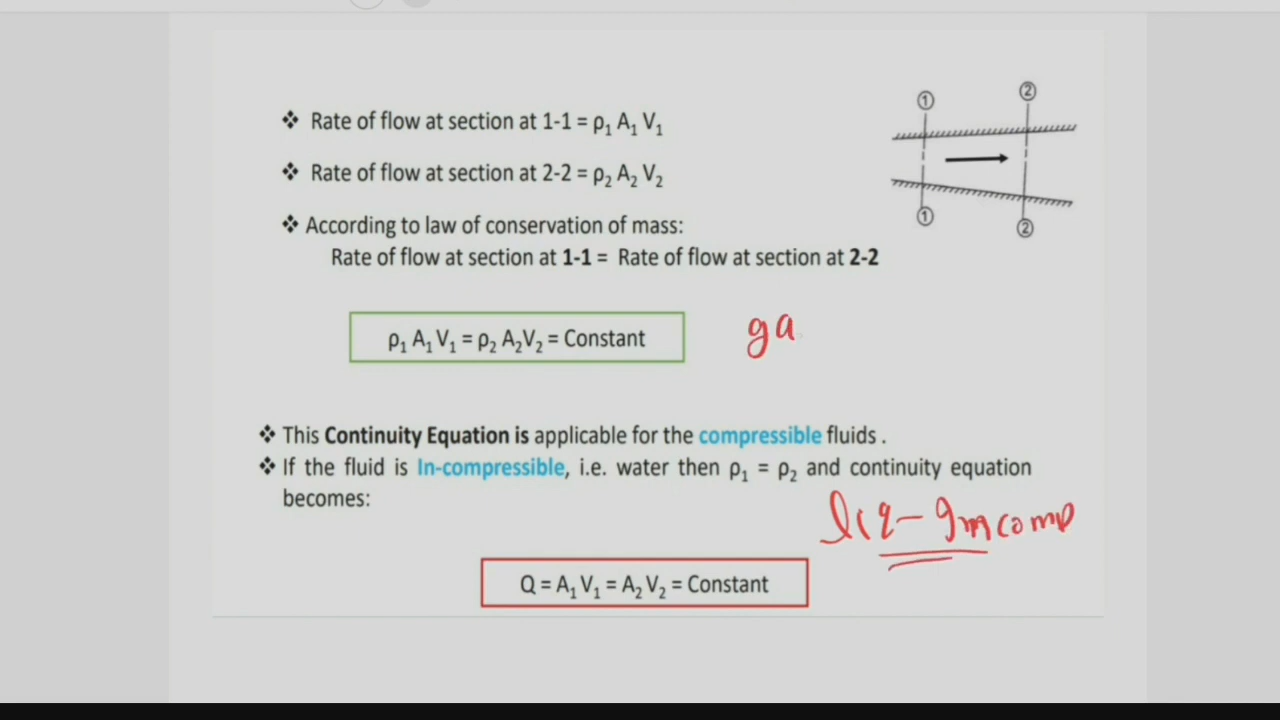 ① ②
❖ Rate of flow at section at 1-1 = ρ₁ A₁ V₁
❖ Rate of flow at section at 2-2 = ρ₂ A₂ V₂
① ②
❖ According to law of conservation of mass:
Rate of flow at section at 1-1 = Rate of flow at section at 2-2
ρ₁ A₁ V₁ = ρ₂ A₂V₂ = Constant
ga
❖ This Continuity Equation is applicable for the compressible fluids .
❖ If the fluid is In-compressible, i.e. water then ρ₁ = ρ₂ and continuity equation
becomes:
liq - Incomp
Q = A₁ V₁ = A₂ V₂ = Constant